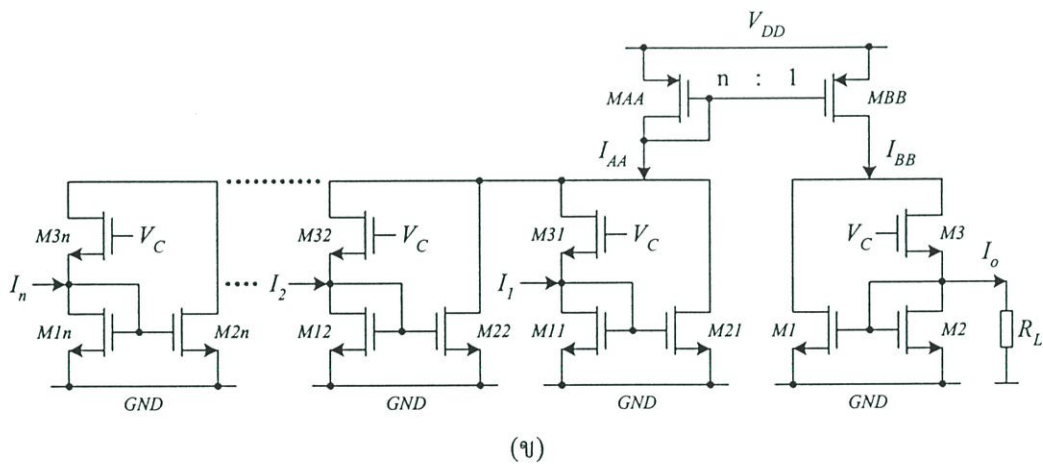 V_DD
n : 1
MAA
MBB
I_AA
I_BB
M3n
V_C
M32
V_C
M31
V_C
V_C
M3
I_o
I_n
I_2
I_1
M1n
M2n
M12
M22
M11
M21
M1
M2
R_L
GND
GND
GND
GND
(ข)